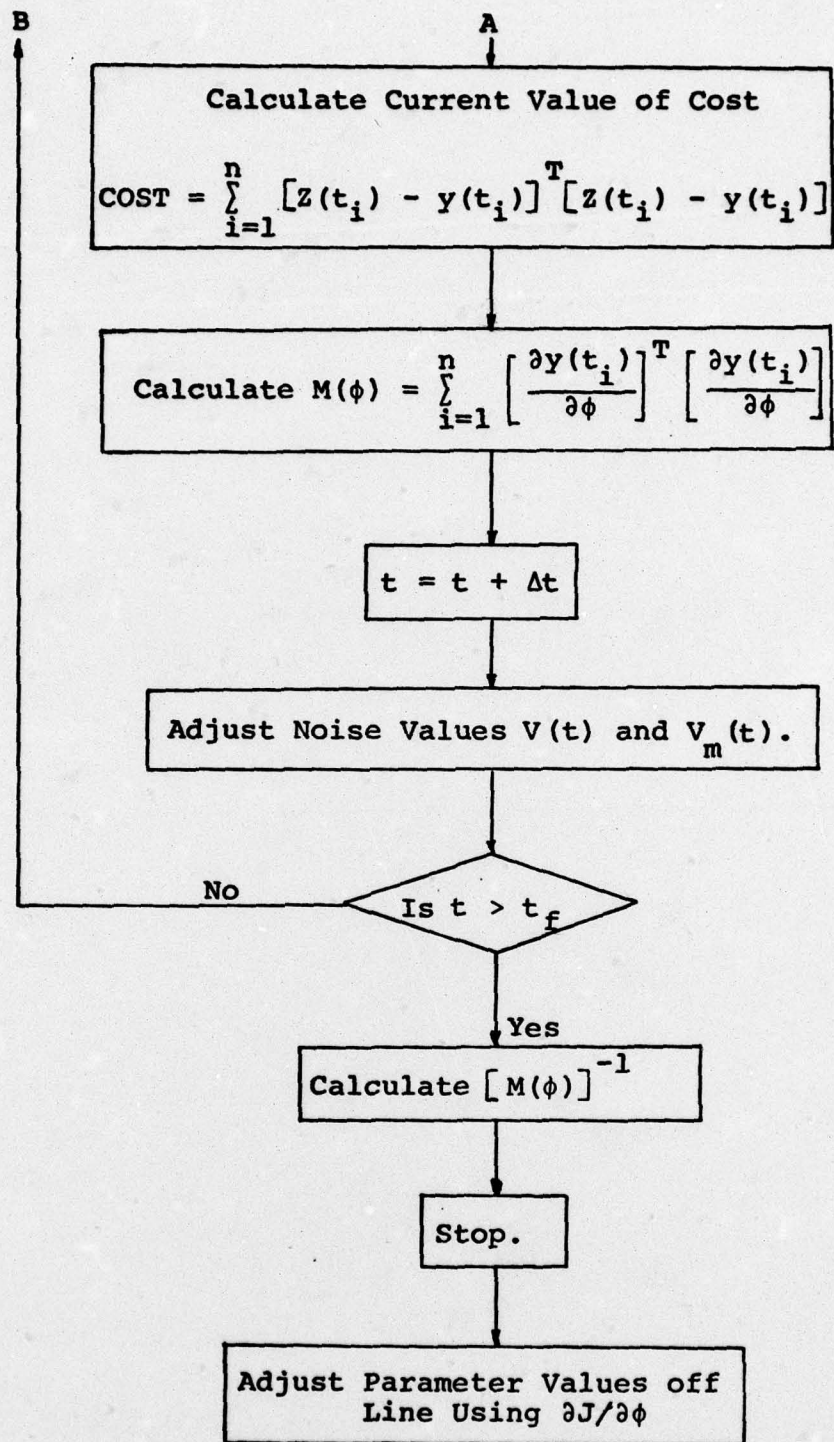 B
A
Calculate Current Value of Cost
COST = ∑_{i=1}^{n} [Z(t_i) - y(t_i)]^T [Z(t_i) - y(t_i)]
Calculate M(ϕ) = ∑_{i=1}^{n} [∂y(t_i)/∂ϕ]^T [∂y(t_i)/∂ϕ]
t = t + Δt
Adjust Noise Values V(t) and V_m(t).
No
Is t > t_f
Yes
Calculate [M(ϕ)]^{-1}
Stop.
Adjust Parameter Values off
Line Using ∂J/∂ϕ